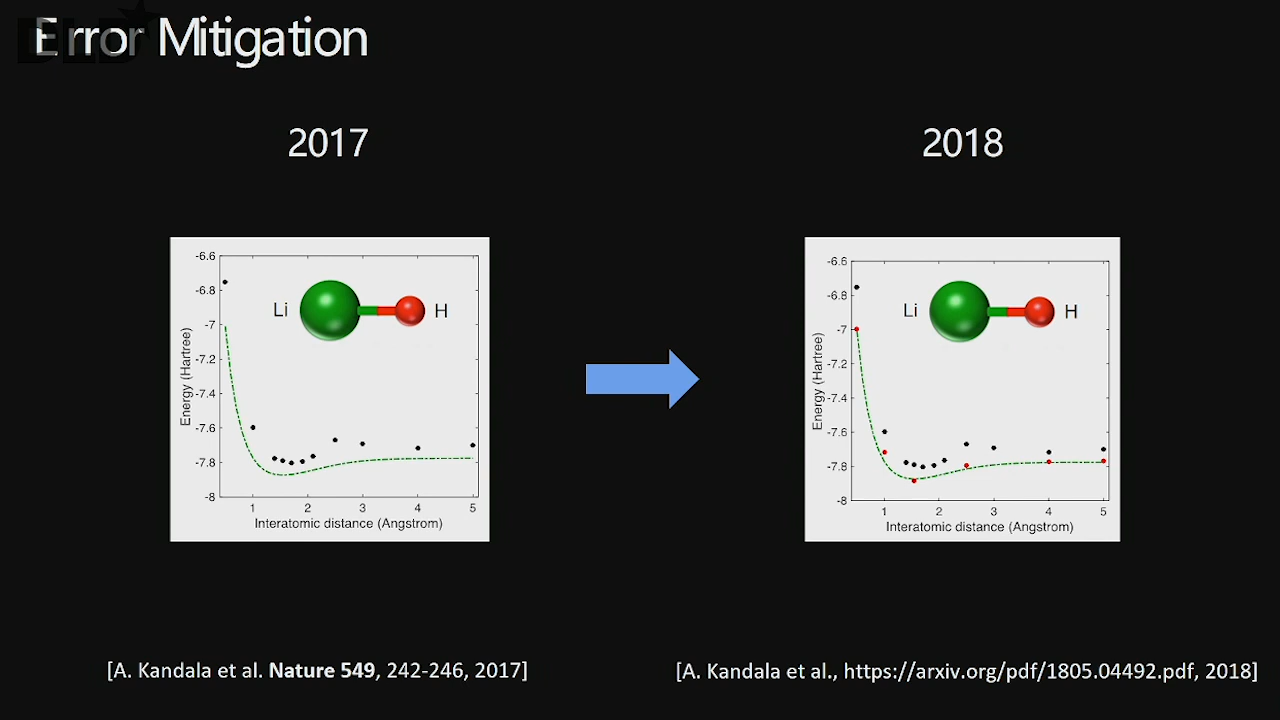 Error Mitigation
2017
2018
-6.6
-6.8
-7
-7.2
-7.4
-7.6
-7.8
-8
Energy (Hartree)
Li
H
1 2 3 4 5
Interatomic distance (Angstrom)
-6.6
-6.8
-7
-7.2
-7.4
-7.6
-7.8
-8
Energy (Hartree)
Li
H
1 2 3 4 5
Interatomic distance (Angstrom)
[A. Kandala et al. Nature 549, 242-246, 2017]
[A. Kandala et al., https://arxiv.org/pdf/1805.04492.pdf, 2018]